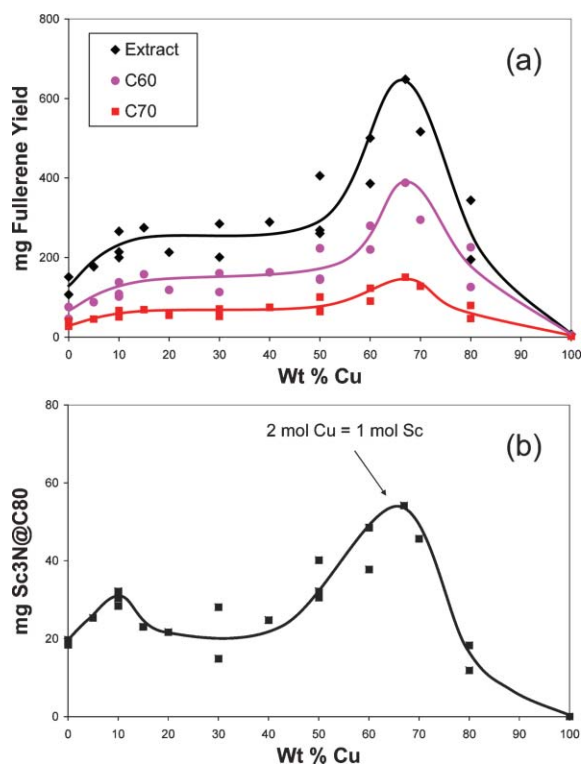 800
600
400
200
0
mg Fullerene Yield
Extract
C60
C70
(a)
0 10 20 30 40 50 60 70 80 90 100
Wt % Cu
80
60
40
20
0
mg Sc3N@C80
2 mol Cu = 1 mol Sc
(b)
0 10 20 30 40 50 60 70 80 90 100
Wt % Cu